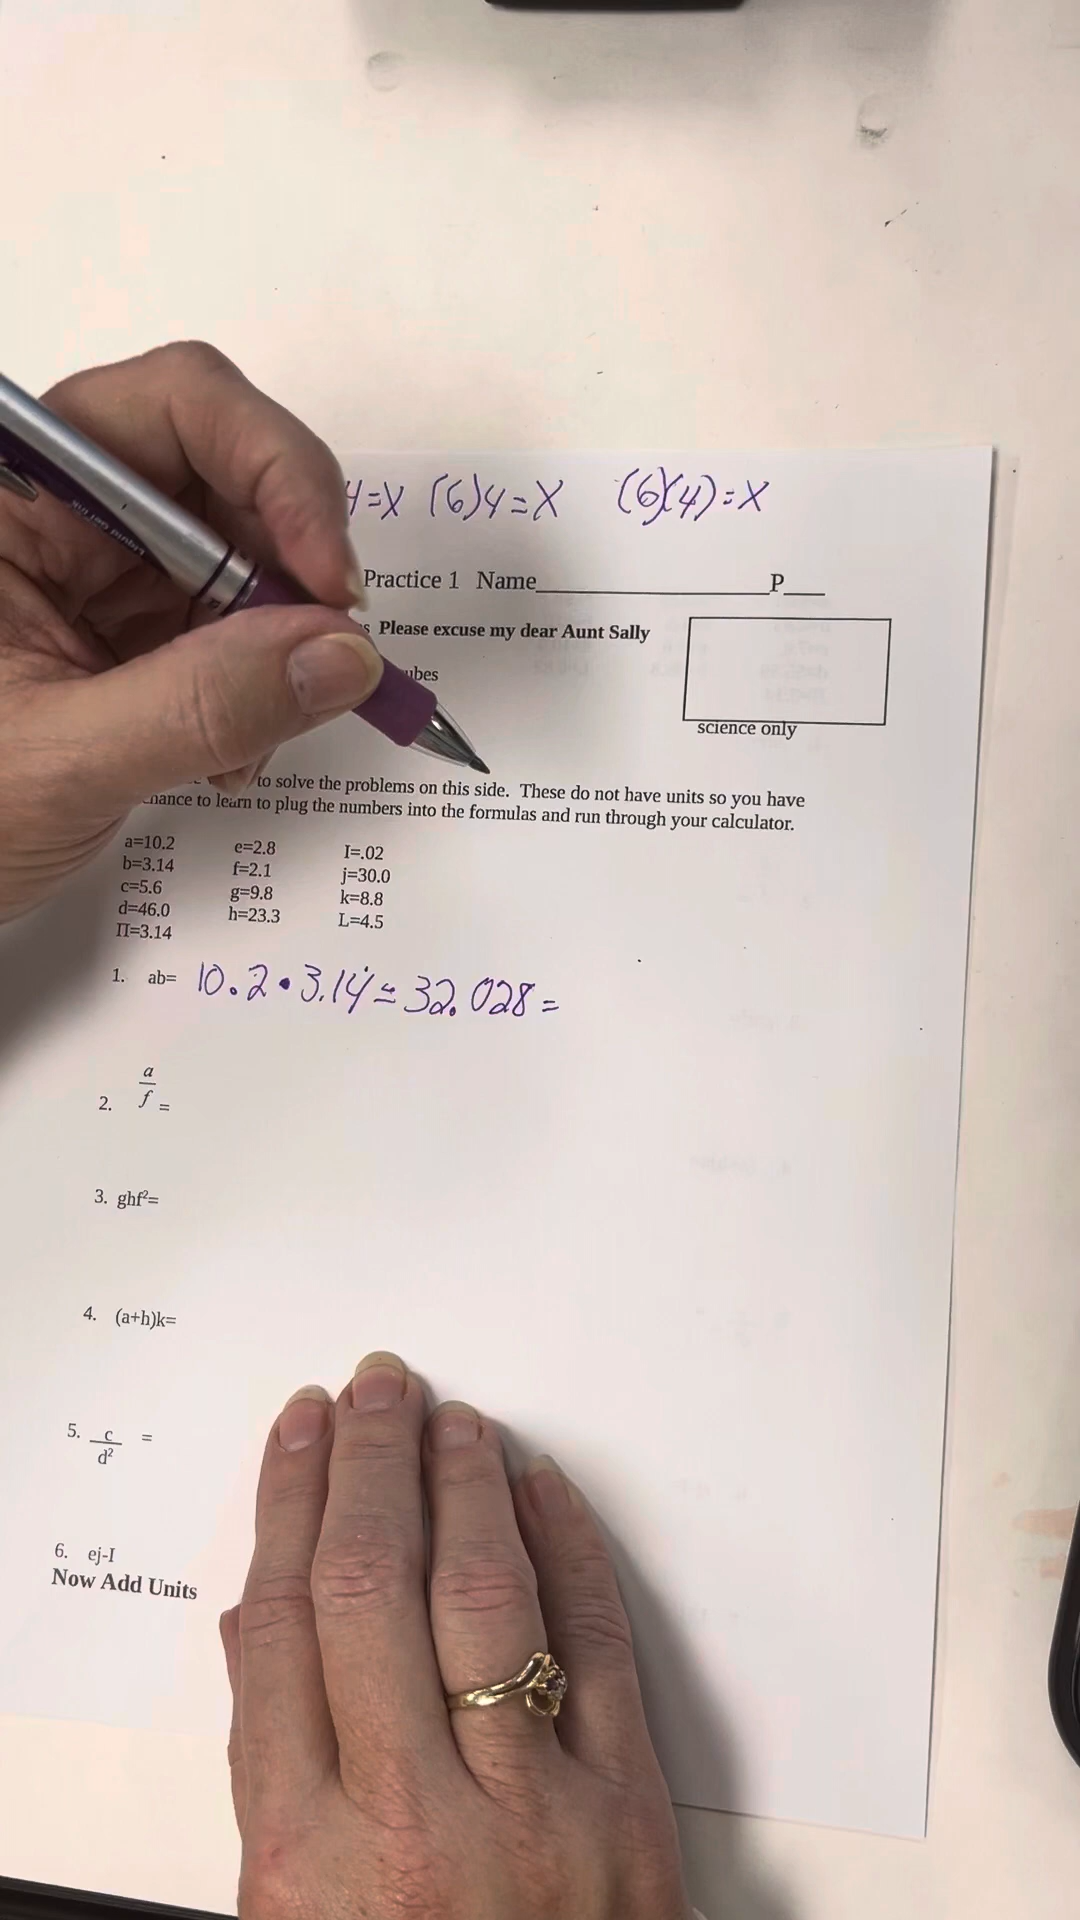 4=X (6)4=X (6)(4)=X
Practice 1 Name____________________P___
Please excuse my dear Aunt Sally
science only
to solve the problems on this side. These do not have units so you have
chance to learn to plug the numbers into the formulas and run through your calculator.
a=10.2 e=2.8 I=.02
b=3.14 f=2.1 j=30.0
c=5.6 g=9.8 k=8.8
d=46.0 h=23.3 L=4.5
Π=3.14
1. ab= 10.2•3.14=32.028=
2. a/f =
3. ghf²=
4. (a+h)k=
5. c/d² =
6. ej-I
Now Add Units